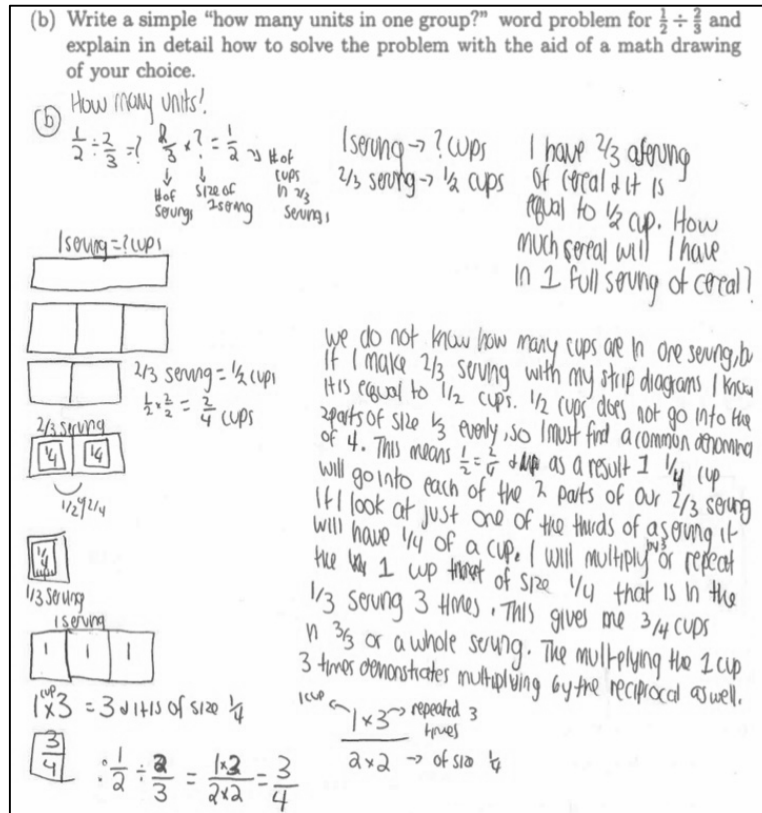 (b) Write a simple “how many units in one group?” word problem for 1/2 ÷ 2/3 and
explain in detail how to solve the problem with the aid of a math drawing
of your choice.
(b) How many units!
1/2 ÷ 2/3 = ? 2/3 × ? = 1/2 → # of
cups
in 2/3
servings
# of
servings
size of
1 serving
1 serving → ? cups
2/3 serving → 1/2 cups
I have 2/3 a serving
of cereal & it is
equal to 1/2 cup. How
much cereal will I have
in 1 full serving of cereal?
1 serving = ? cups
2/3 serving = 1/2 cups
1/2 × 2/2 = 2/4 cups
2/3 serving
1/4 1/4
1/2 2/4
1/4
1/3 serving
1 serving
1 1 1
1 cup × 3 = 3 & it is of size 1/4
3/4
∴ 1/2 ÷ 2/3 = 1×3/2×2 = 3/4
we do not know how many cups are in one serving, b
if I make 2/3 serving with my strip diagrams I know
it is equal to 1/2 cups. 1/2 cups does not go into the
2 parts of size 1/3 evenly, so I must find a common denomina
of 4. This means 1/2 = 2/4 & as a result 1 1/4 cup
will go into each of the 2 parts of our 2/3 serving
If I look at just one of the thirds of a serving it
will have 1/4 of a cup. I will multiply by 3 or repeat
the 1 cup of size 1/4 that is in the
1/3 serving 3 times. This gives me 3/4 cups
in 3/3 or a whole serving. The multiplying the 1 cup
3 times demonstrates multiplying by the reciprocal as well.
1 cup ← 1 × 3 → repeated 3
times
2 × 2 → of size 1/4